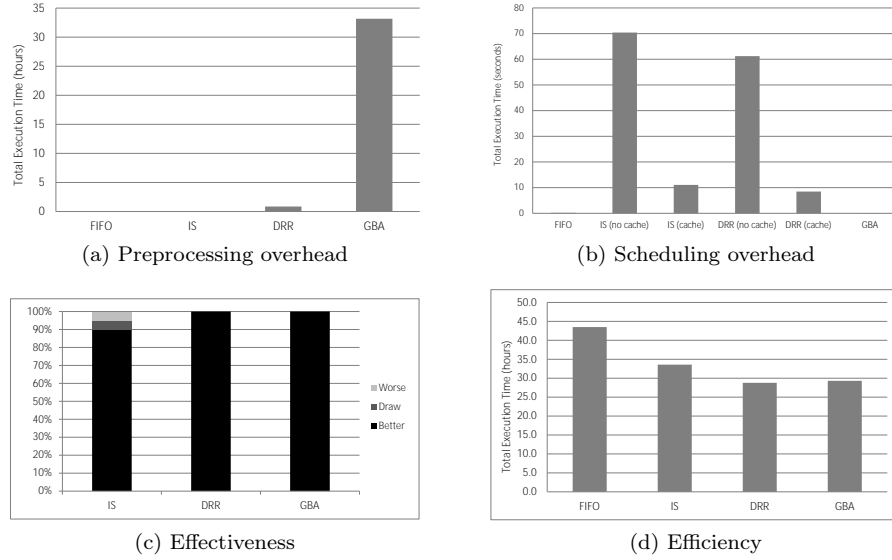 35
30
25
20
15
10
5
0
Total Execution Time (hours)
FIFO IS DRR GBA
(a) Preprocessing overhead
80
70
60
50
40
30
20
10
0
Total Execution Time (seconds)
FIFO IS (no cache) IS (cache) DRR (no cache) DRR (cache) GBA
(b) Scheduling overhead
100%
90%
80%
70%
60%
50%
40%
30%
20%
10%
0%
IS DRR GBA
Worse
Draw
Better
(c) Effectiveness
50.0
45.0
40.0
35.0
30.0
25.0
20.0
15.0
10.0
5.0
0.0
Total Execution Time (hours)
FIFO IS DRR GBA
(d) Efficiency